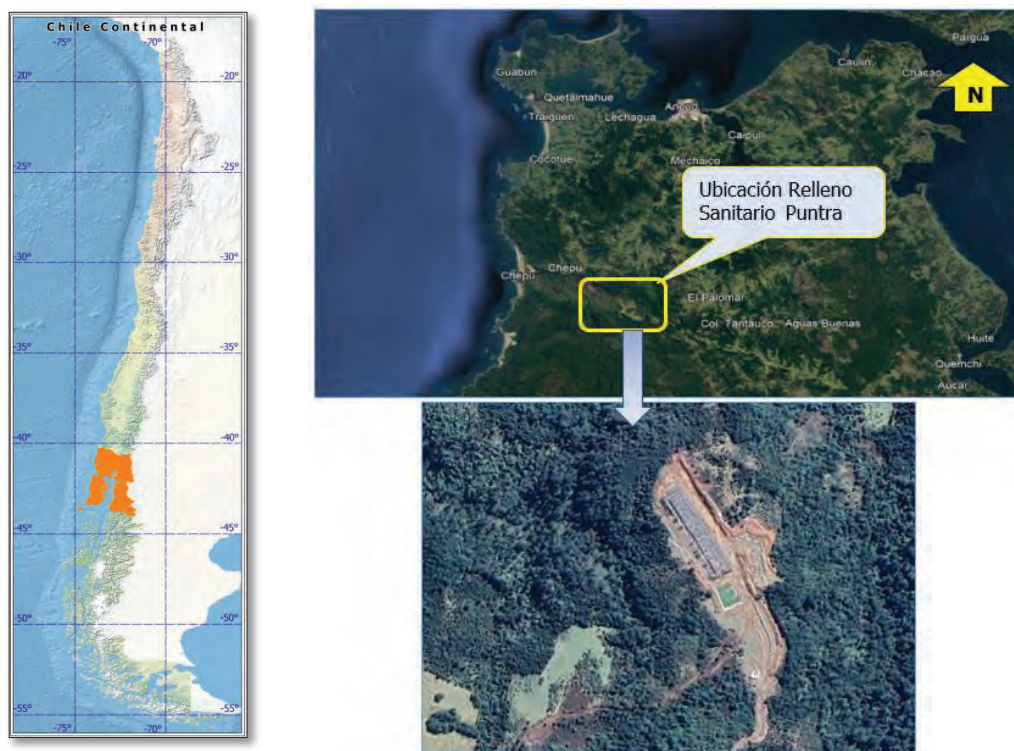 Chile Continental
-75° -70°
-20° -20°
-25° -25°
-30° -30°
-35° -35°
-40° -40°
-45° -45°
-50° -50°
-55° -55°
-75° -70°
Pargua
Caulin
Guabun
Chacao
N
Quetalmahue
Ancud
Traiguen
Lechagua
Caipul
Cocotue
Mechaico
Ubicación Relleno
Sanitario Puntra
Chepu
Chepu
El Palomar
Col. Tantauco
Aguas Buenas
Huite
Quemchi
Aucar